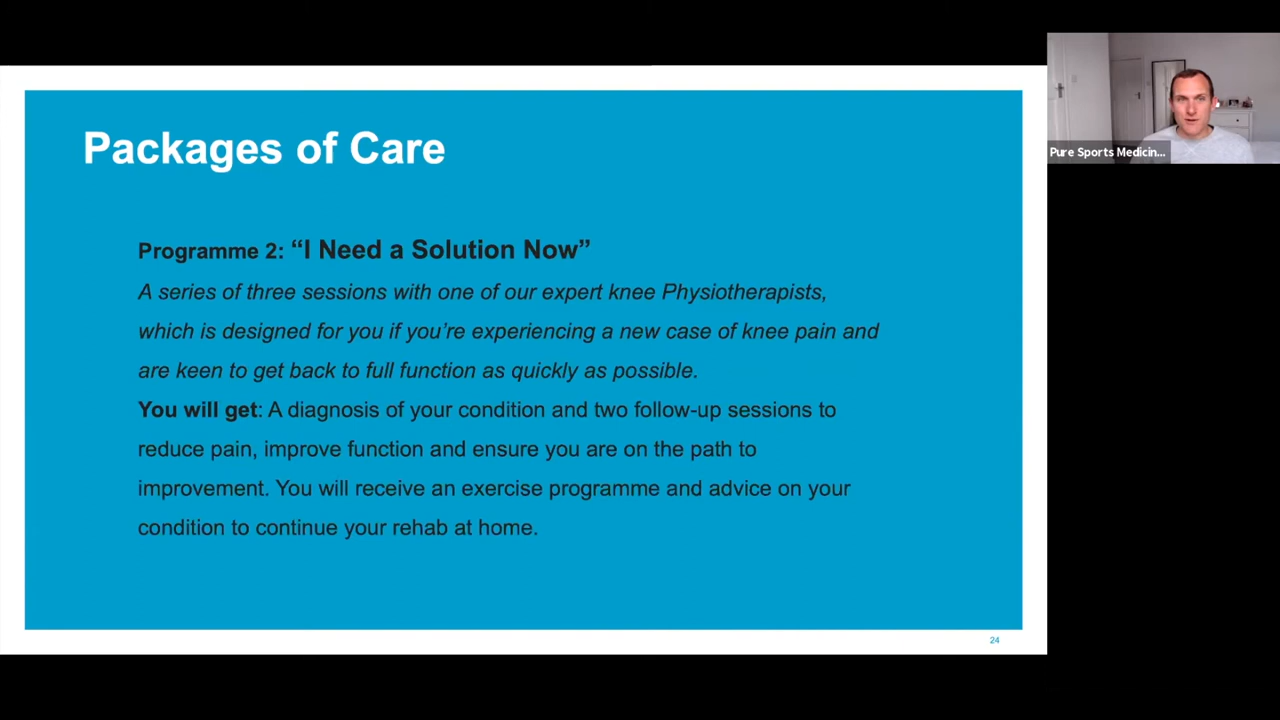 Packages of Care
Programme 2: “I Need a Solution Now”
A series of three sessions with one of our expert knee Physiotherapists,
which is designed for you if you’re experiencing a new case of knee pain and
are keen to get back to full function as quickly as possible.
You will get: A diagnosis of your condition and two follow-up sessions to
reduce pain, improve function and ensure you are on the path to
improvement. You will receive an exercise programme and advice on your
condition to continue your rehab at home.
24
Pure Sports Medicin...